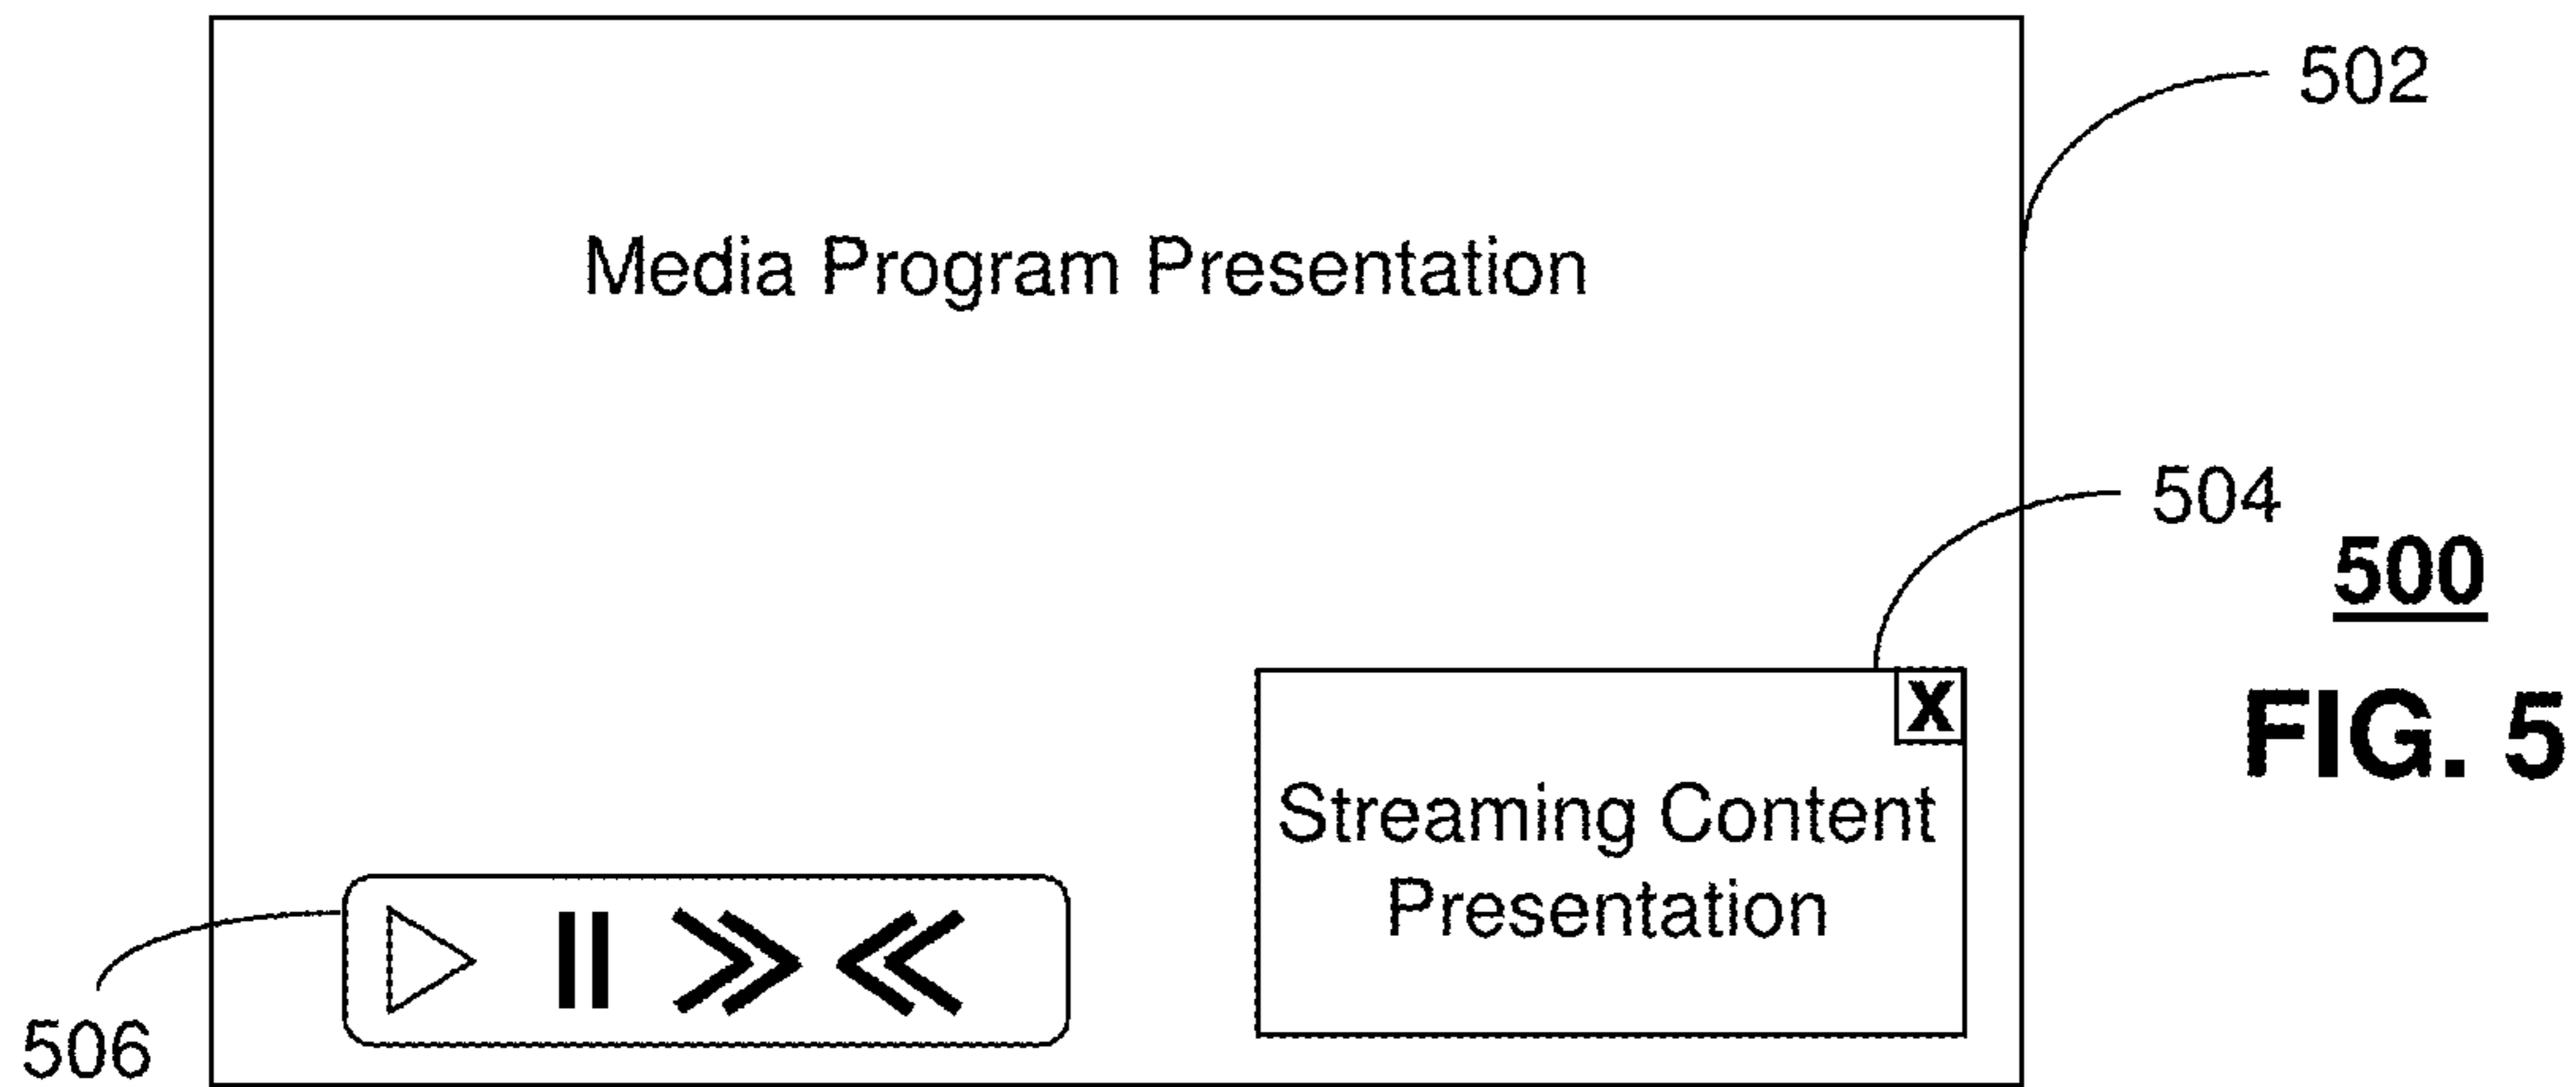 502
Media Program Presentation
504
500
FIG. 5
X
Streaming Content
Presentation
506